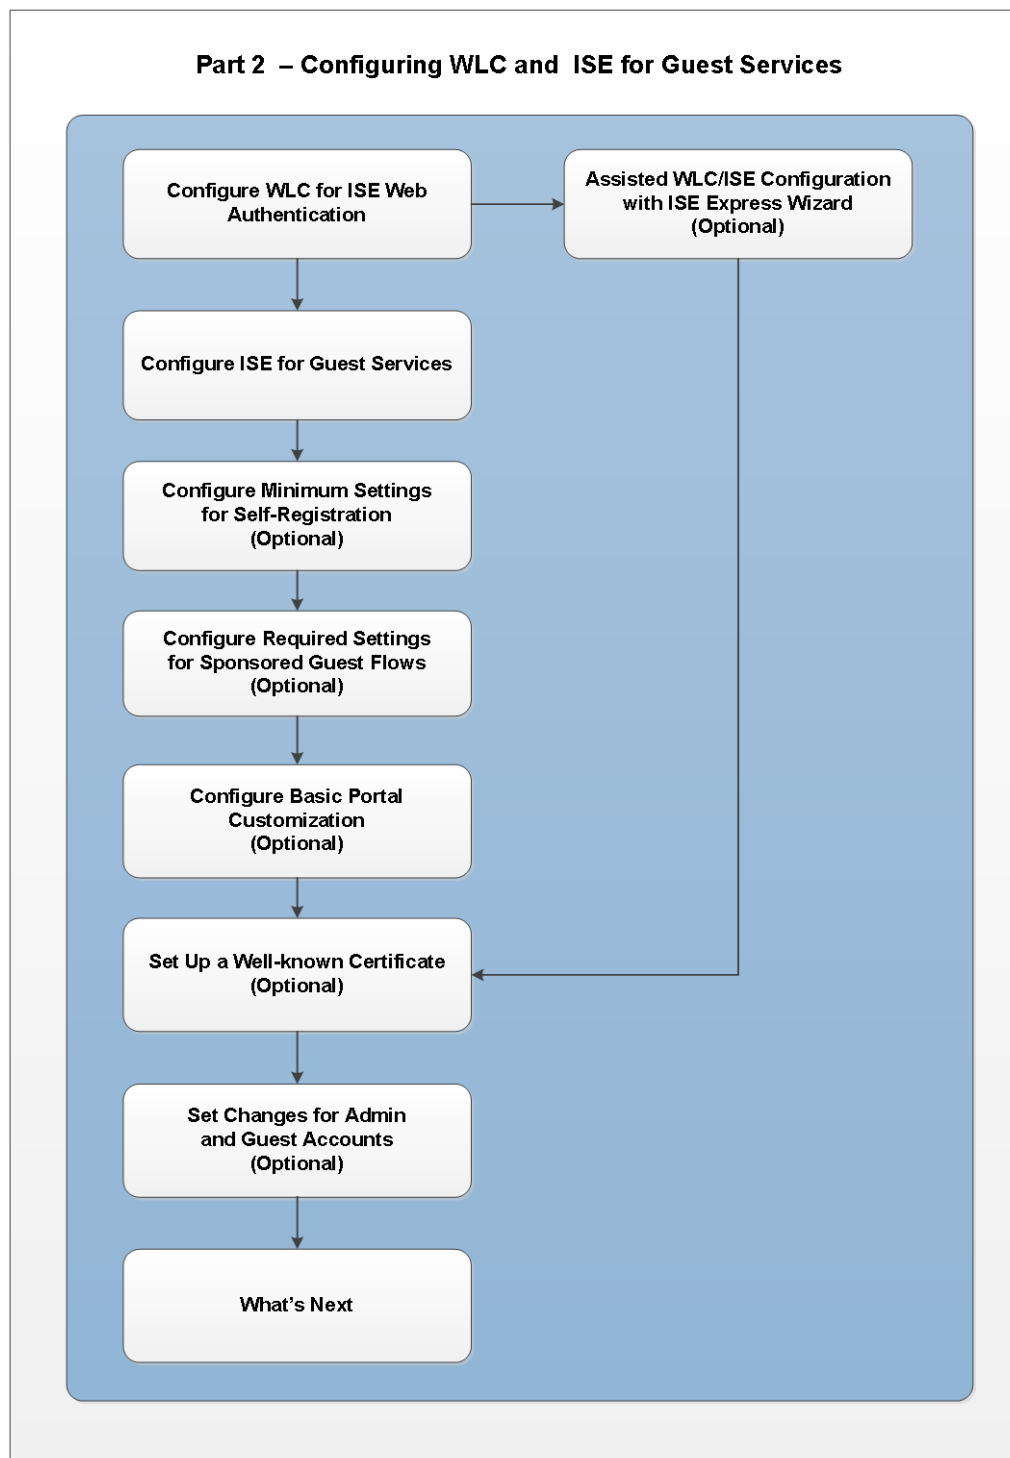 Part 2 – Configuring WLC and ISE for Guest Services
Configure WLC for ISE Web
Authentication
Assisted WLC/ISE Configuration
with ISE Express Wizard
(Optional)
Configure ISE for Guest Services
Configure Minimum Settings
for Self-Registration
(Optional)
Configure Required Settings
for Sponsored Guest Flows
(Optional)
Configure Basic Portal
Customization
(Optional)
Set Up a Well-known Certificate
(Optional)
Set Changes for Admin
and Guest Accounts
(Optional)
What's Next